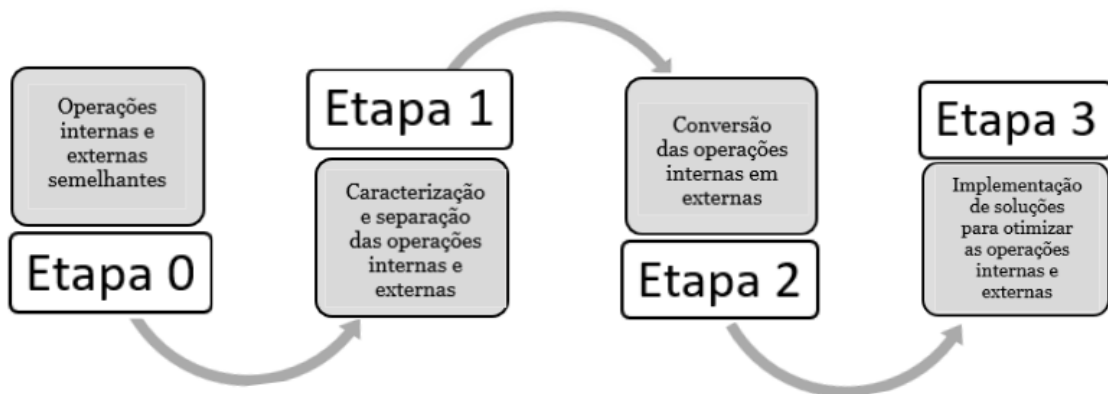 Operações
internas e
externas
semelhantes
Etapa 0
Etapa 1
Caracterização
e separação
das operações
internas e
externas
Conversão
das operações
internas em
externas
Etapa 2
Etapa 3
Implementação
de soluções
para otimizar
as operações
internas e
externas